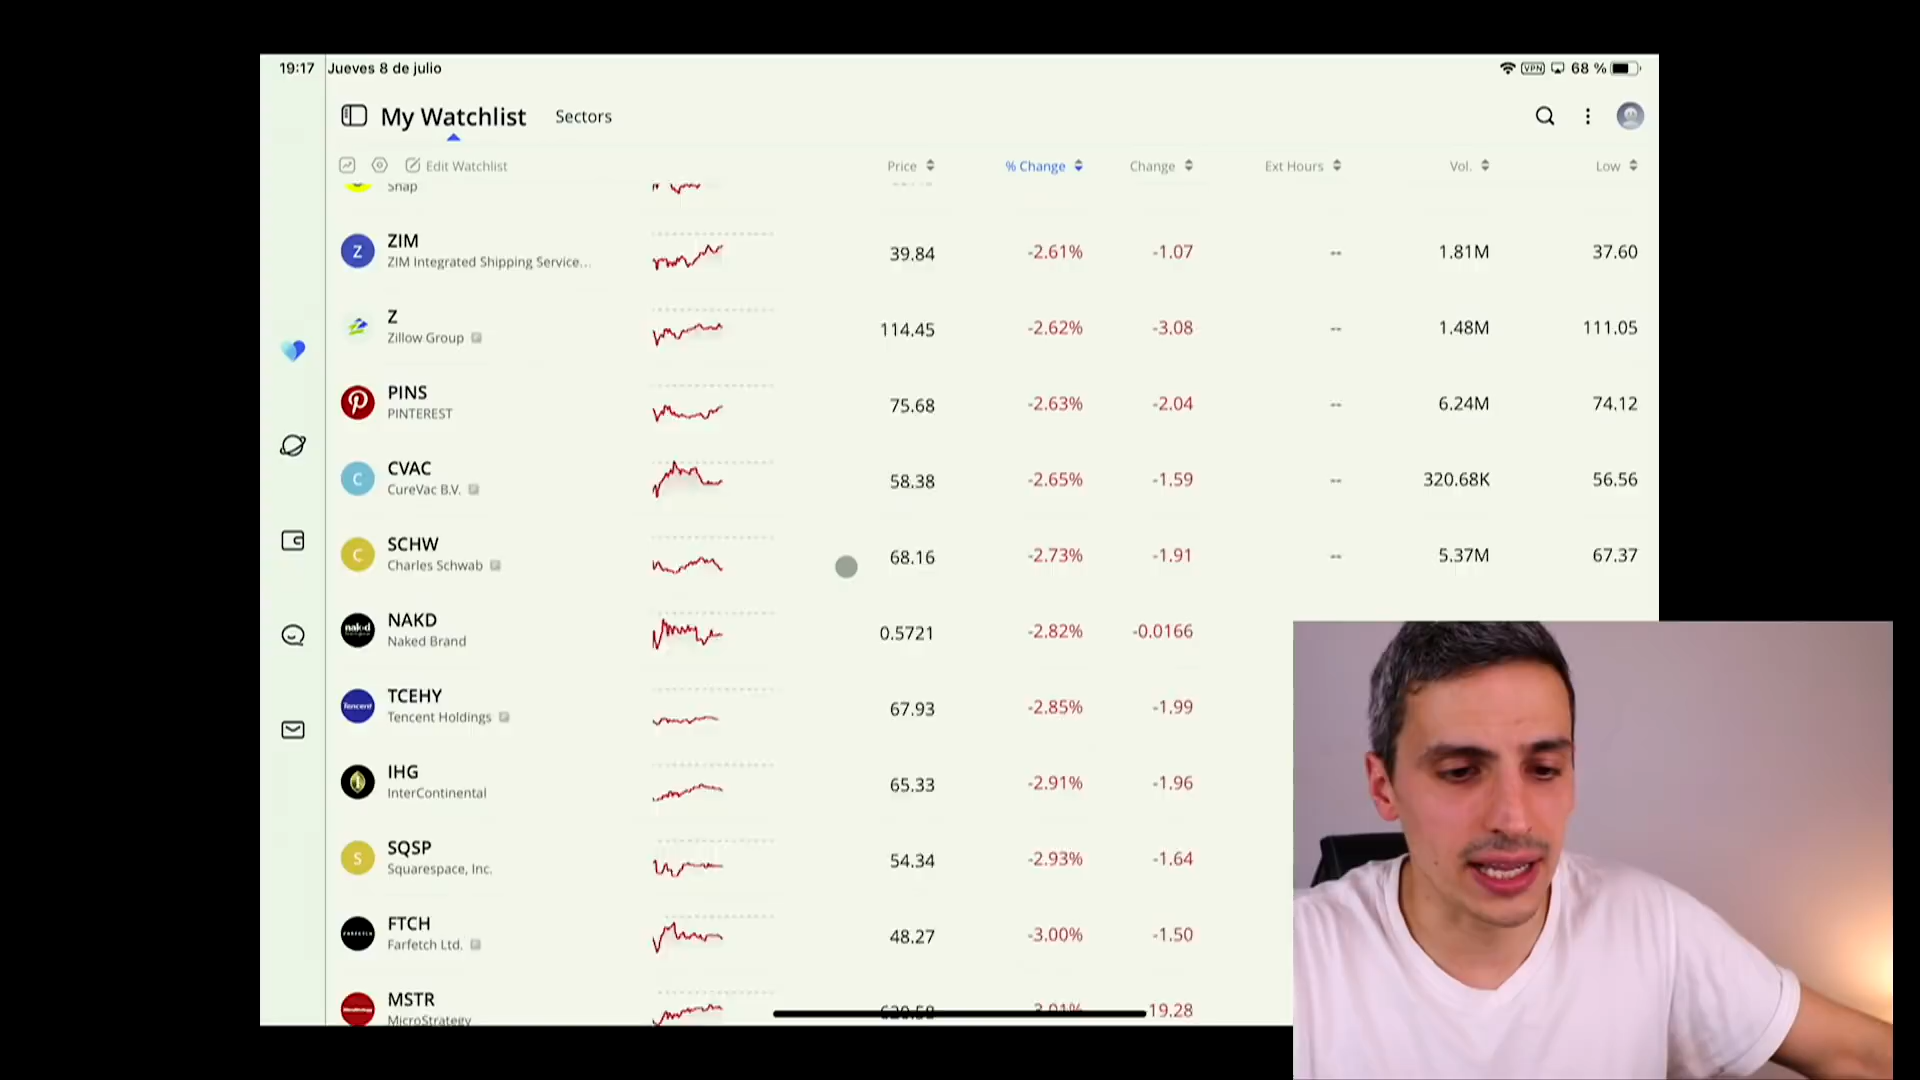 19:17 Jueves 8 de julio VPN 68 %
My Watchlist Sectors
Edit Watchlist Price % Change Change Ext Hours Vol. Low
Snap
ZIM
ZIM Integrated Shipping Service... 39.84 -2.61% -1.07 -- 1.81M 37.60
Z
Zillow Group 114.45 -2.62% -3.08 -- 1.48M 111.05
PINS
PINTEREST 75.68 -2.63% -2.04 -- 6.24M 74.12
CVAC
CureVac B.V. 58.38 -2.65% -1.59 -- 320.68K 56.56
SCHW
Charles Schwab 68.16 -2.73% -1.91 -- 5.37M 67.37
NAKD
Naked Brand 0.5721 -2.82% -0.0166
TCEHY
Tencent Holdings 67.93 -2.85% -1.99
IHG
InterContinental 65.33 -2.91% -1.96
SQSP
Squarespace, Inc. 54.34 -2.93% -1.64
FTCH
Farfetch Ltd. 48.27 -3.00% -1.50
MSTR
MicroStrategy -3.01% 19.28